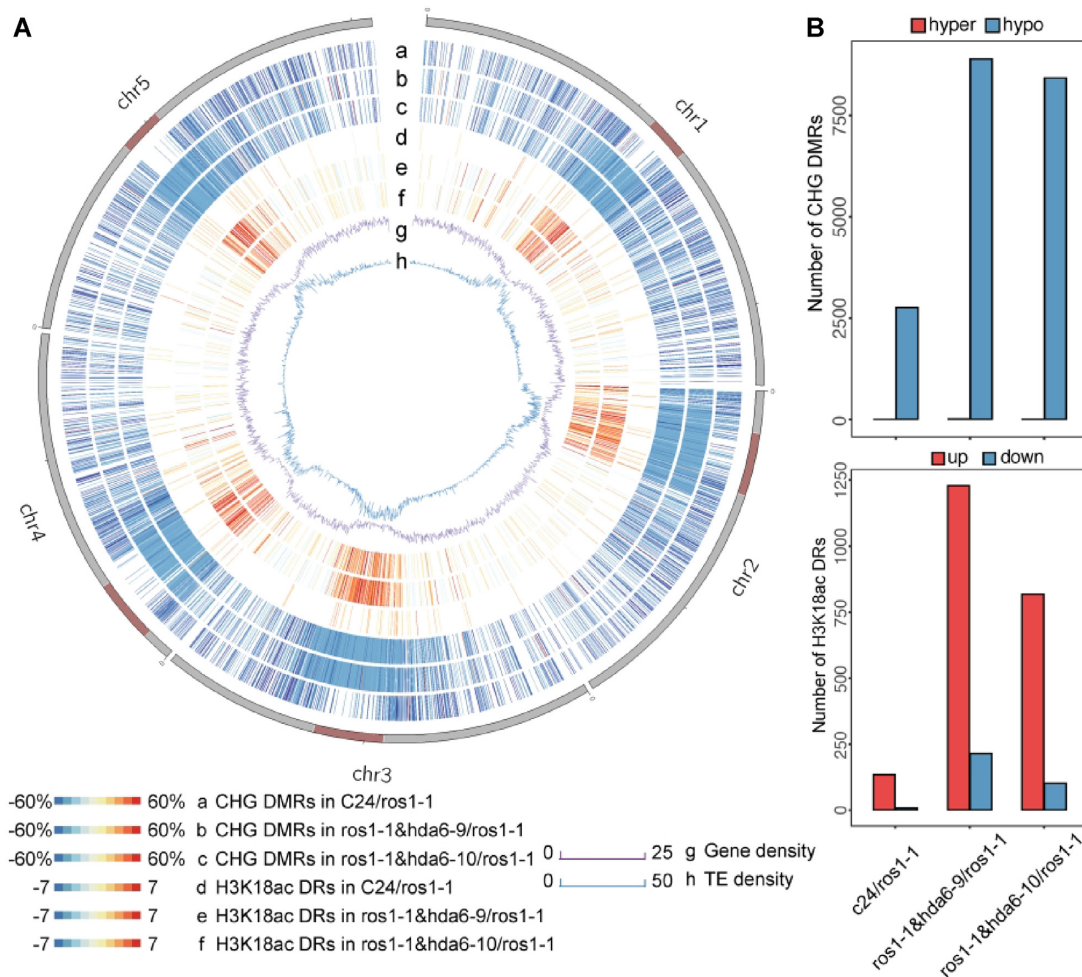 A
a
b
c
d
e
f
g
h
chr1
chr2
chr3
chr4
chr5
0
0
0
0
0
-60% 60% a CHG DMRs in C24/ros1-1
-60% 60% b CHG DMRs in ros1-1&hda6-9/ros1-1
-60% 60% c CHG DMRs in ros1-1&hda6-10/ros1-1
-7 7 d H3K18ac DRs in C24/ros1-1
-7 7 e H3K18ac DRs in ros1-1&hda6-9/ros1-1
-7 7 f H3K18ac DRs in ros1-1&hda6-10/ros1-1
0 25 g Gene density
0 50 h TE density
B
hyper hypo
Number of CHG DMRs
7500
5000
2500
0
up down
Number of H3K18ac DRs
1250
1000
750
500
250
0
c24/ros1-1
ros1-1&hda6-9/ros1-1
ros1-1&hda6-10/ros1-1